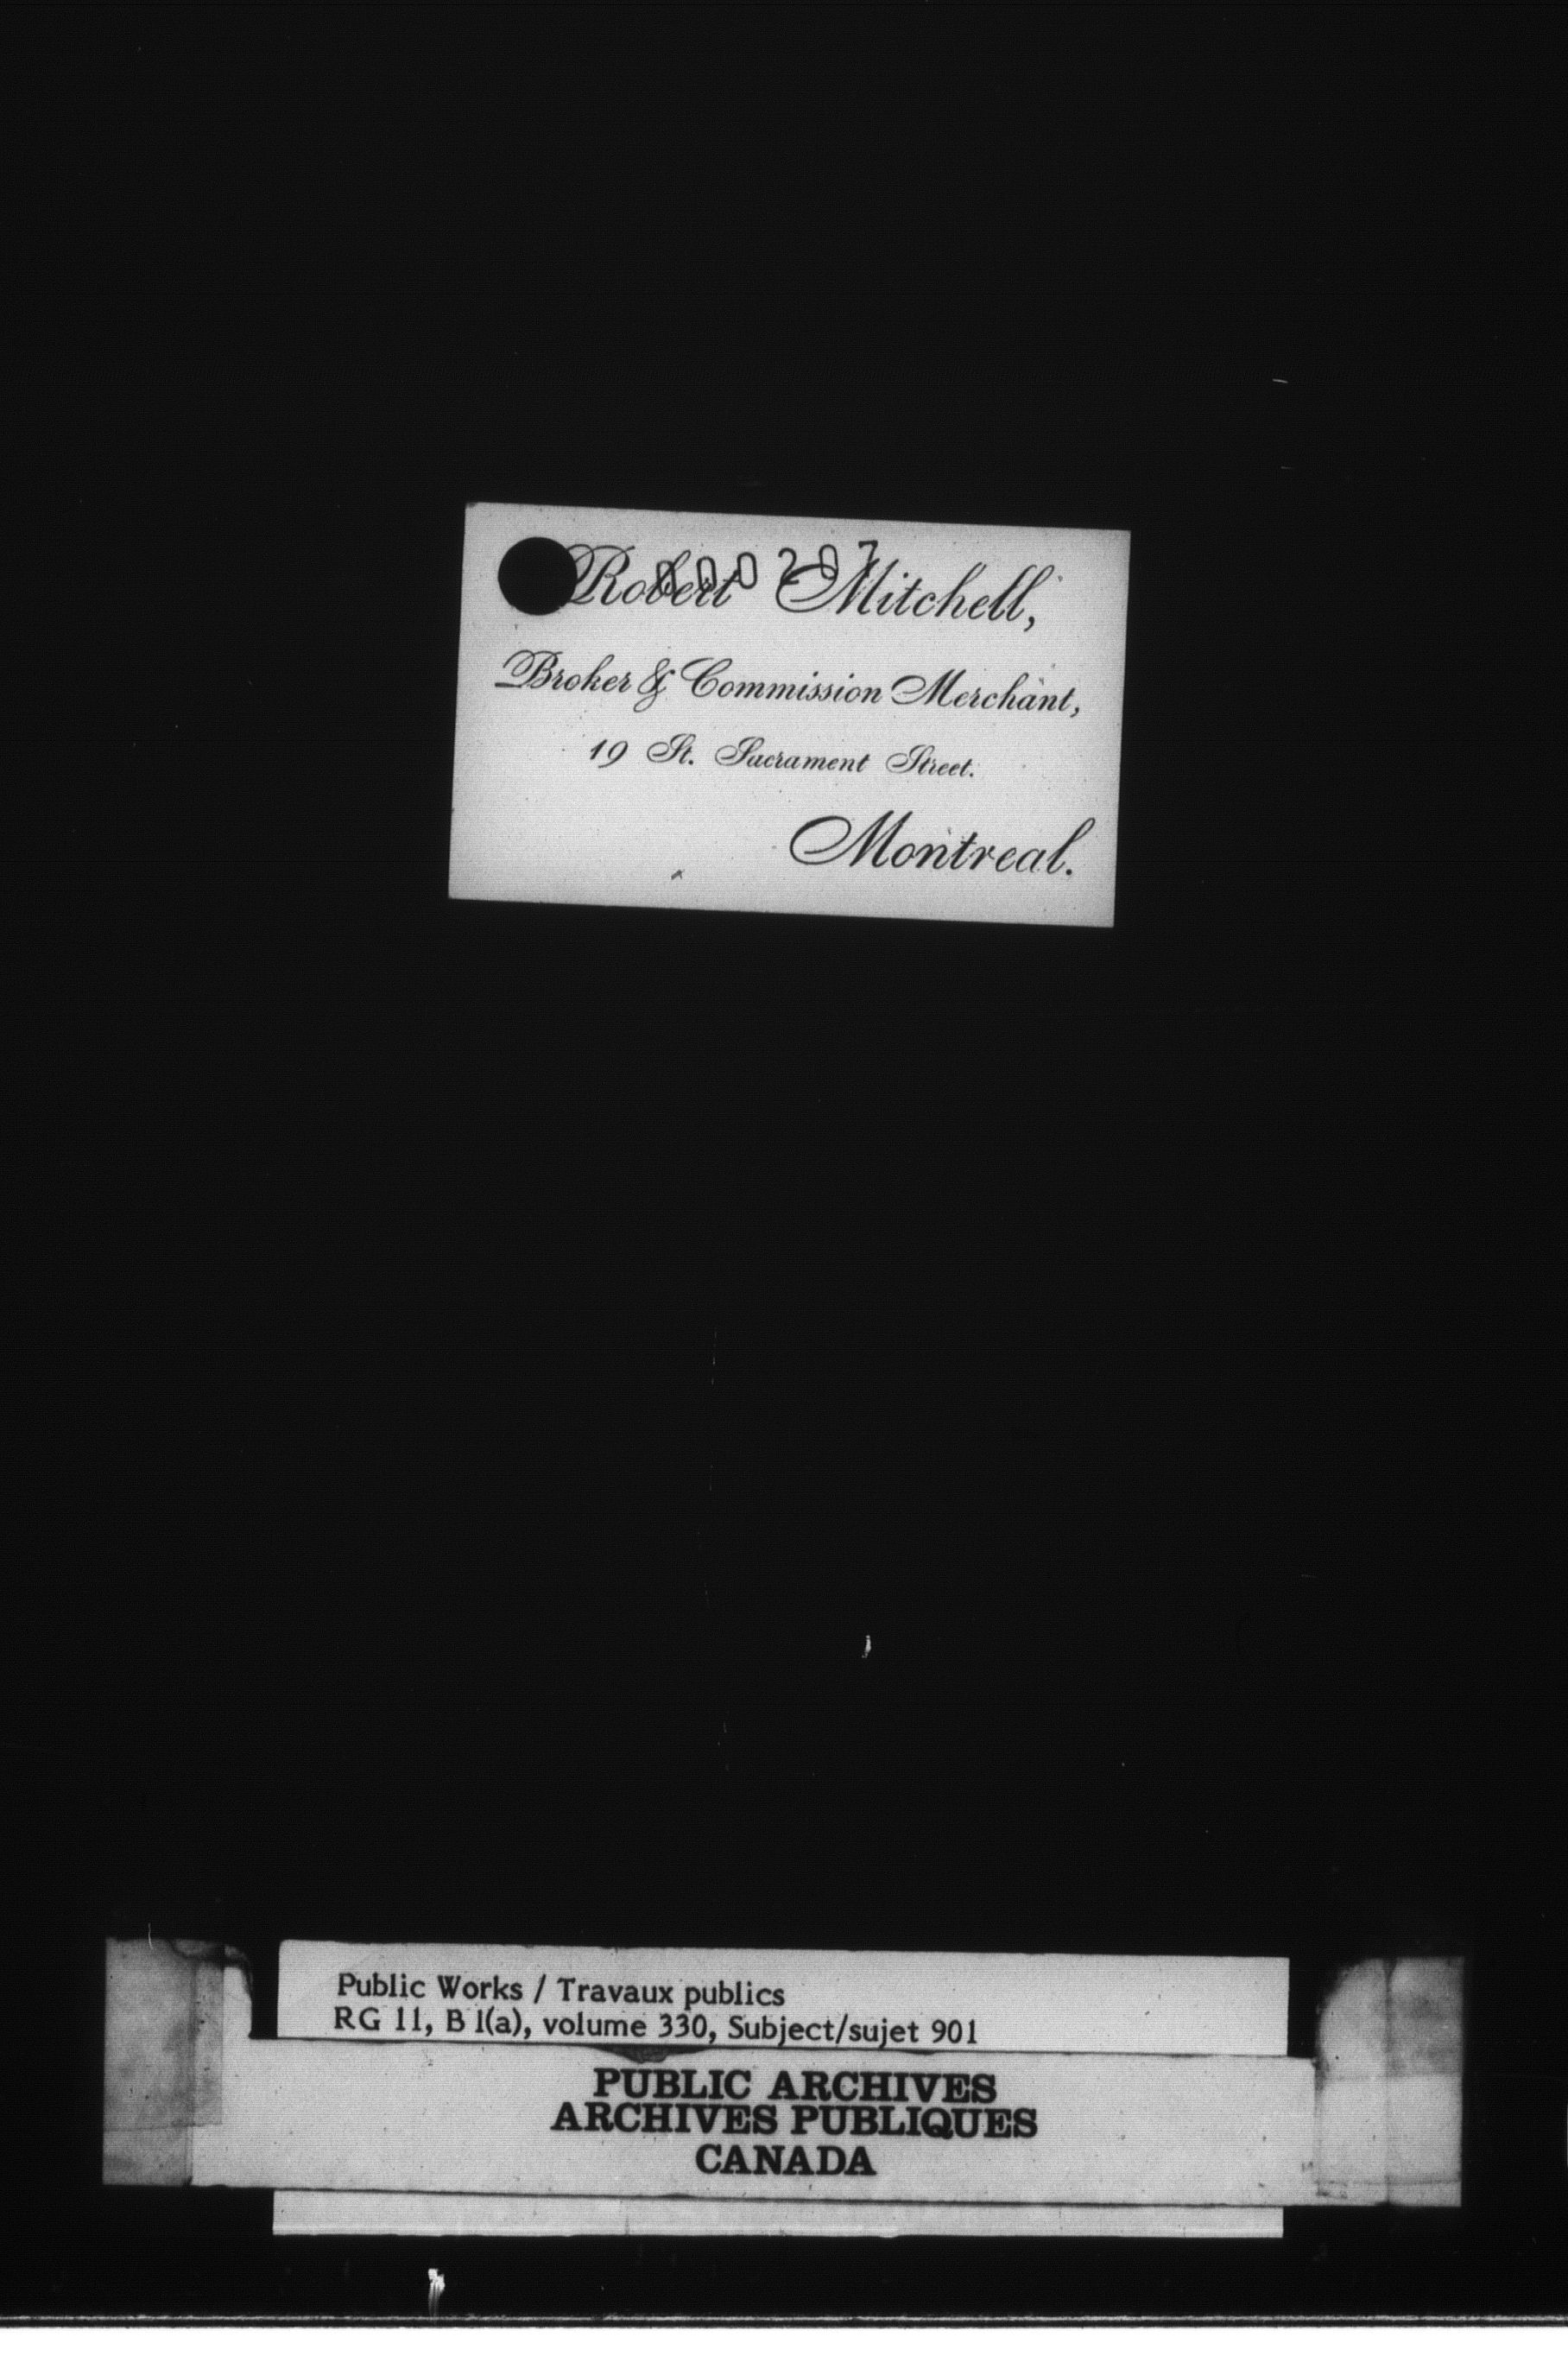 000207
Robert Mitchell,
Broker & Commission Merchant,
19 St. Sacrament Street.
Montreal.
Public Works / Travaux publics
RG 11, B 1(a), volume 330, Subject/sujet 901
PUBLIC ARCHIVES
ARCHIVES PUBLIQUES
CANADA